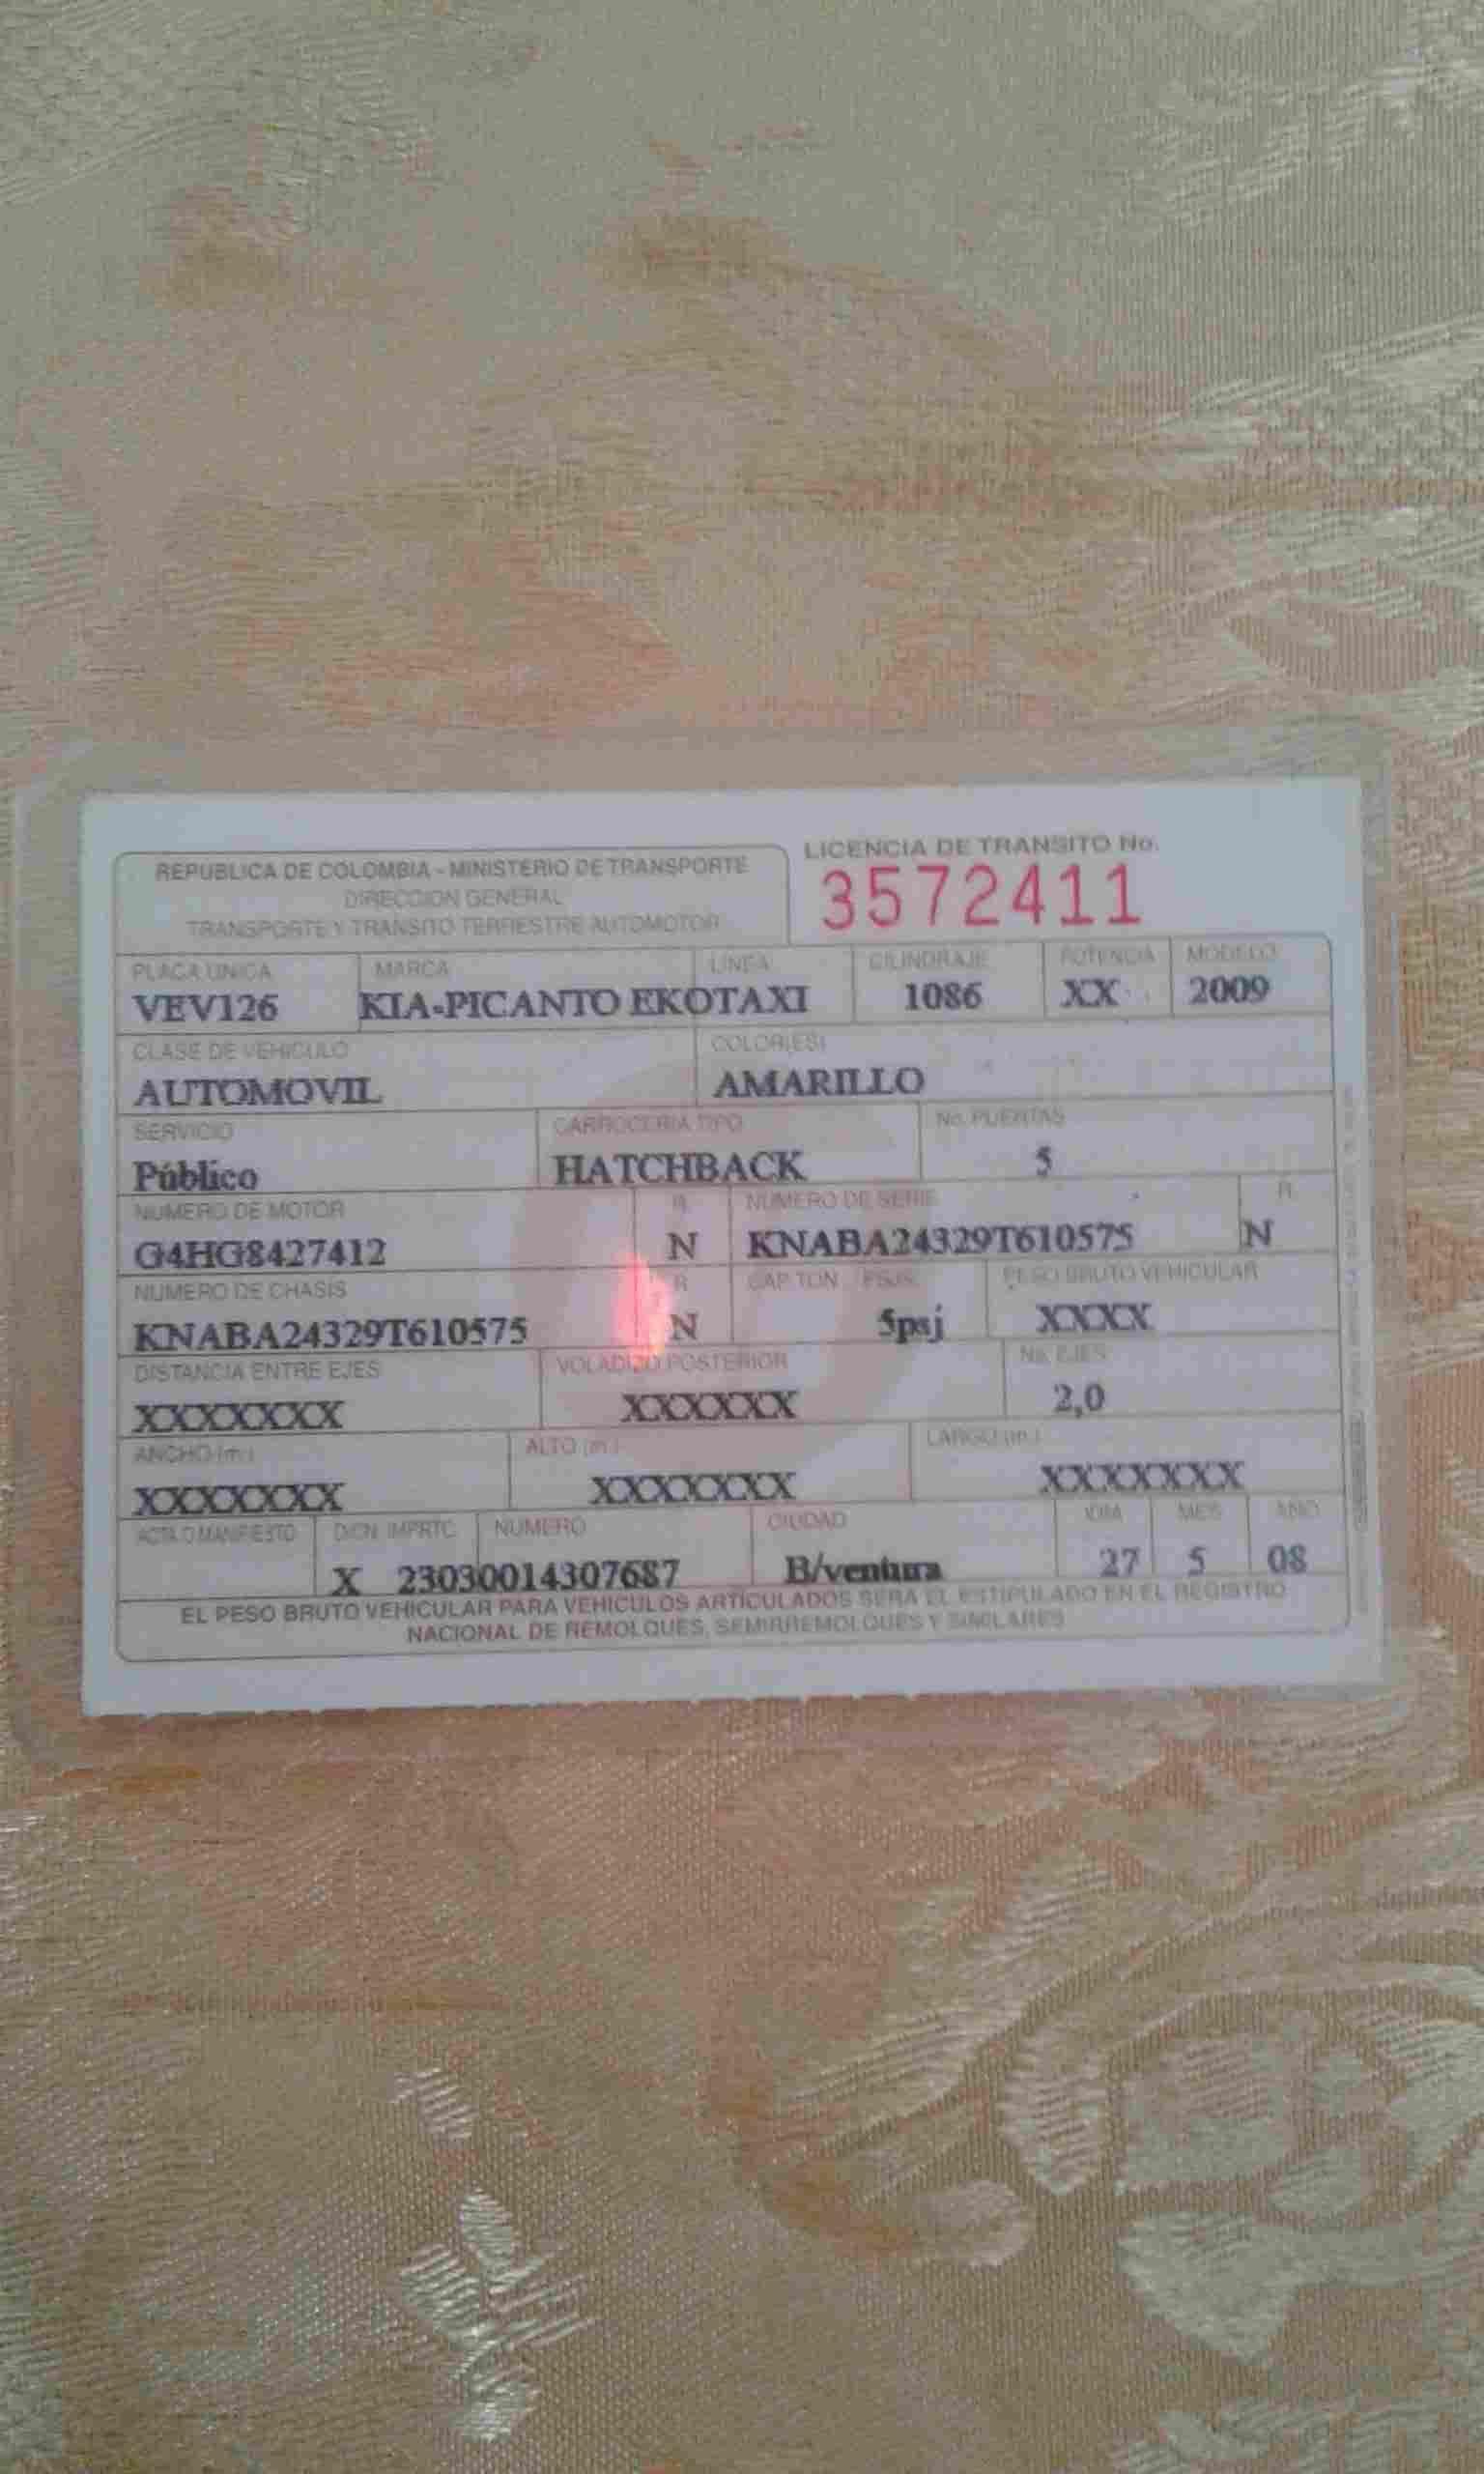 LICENCIA DE TRANSITO No.
REPUBLICA DE COLOMBIA - MINISTERIO DE TRANSPORTE
3572411
DIRECCION GENERAL
TRANSPORTE Y TRANSITO TERRESTRE AUTOMOTOR
PLACA UNICA MARCA LINEA CILINDRAJE POTENCIA MODELO
VEV126 KIA-PICANTO EKOTAXI 1086 XX 2009
CLASE DE VEHICULO COLOR(ES)
AUTOMOVIL AMARILLO
SERVICIO CARROCERIA TIPO No. PUERTAS
Público HATCHBACK 5
NUMERO DE MOTOR R NUMERO DE SERIE R
G4HG8427412 N KNABA24329T610575 N
NUMERO DE CHASIS R CAP TON PSJS PESO BRUTO VEHICULAR
KNABA24329T610575 N 5psj XXXX
DISTANCIA ENTRE EJES VOLADIZO POSTERIOR No. EJES
XXXXXXX XXXXXX 2,0
ANCHO (m.) ALTO (m.) LARGO (m.)
XXXXXXX XXXXXXX XXXXXXX
ACTA O MANIFIESTO DCN. IMPRTC NUMERO CIUDAD DIA MES AÑO
X 23030014307687 B/ventura 27 5 08
EL PESO BRUTO VEHICULAR PARA VEHICULOS ARTICULADOS SERA EL ESTIPULADO EN EL REGISTRO
NACIONAL DE REMOLQUES, SEMIRREMOLQUES Y SIMILARES